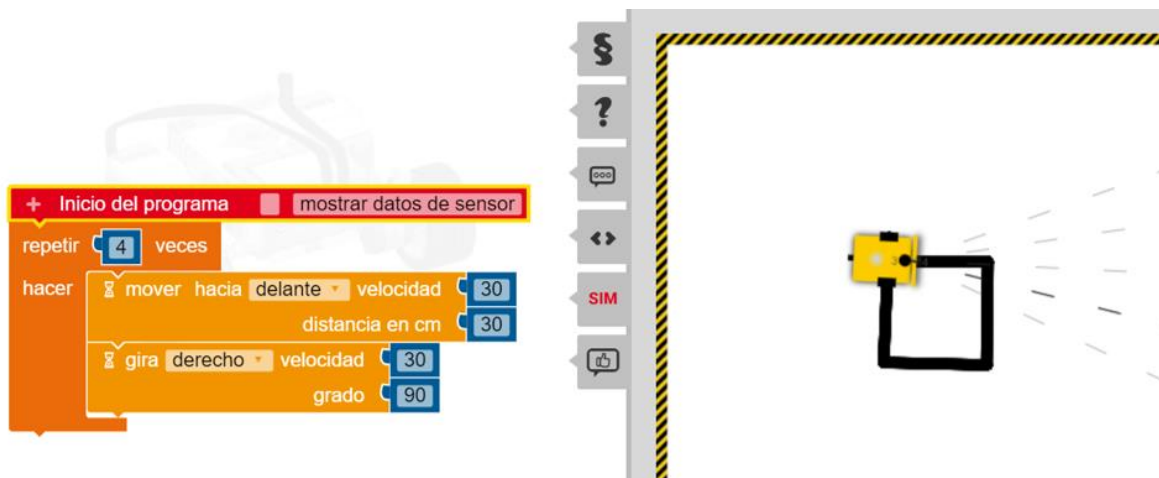 + Inicio del programa mostrar datos de sensor
repetir 4 veces
hacer mover hacia delante velocidad 30
distancia en cm 30
gira derecho velocidad 30
grado 90
§
?
SIM